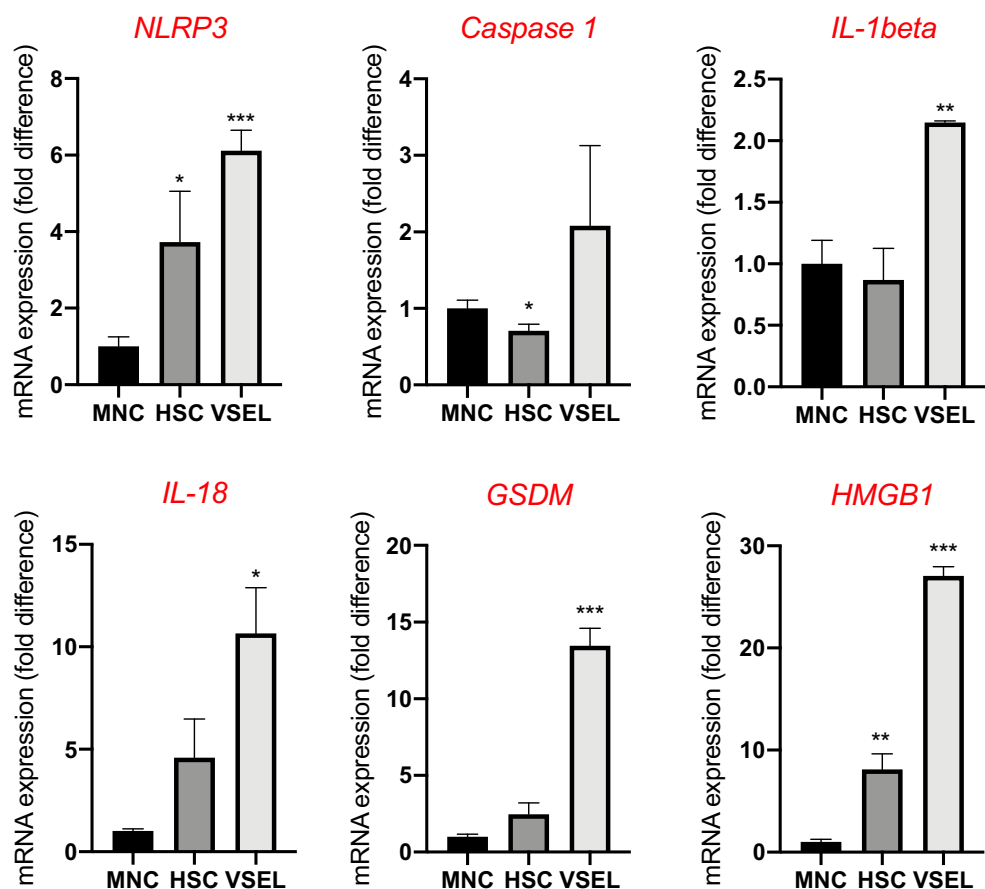 NLRP3
mRNA expression (fold difference)
8
6
4
2
0
*
***
MNC HSC VSEL
Caspase 1
mRNA expression (fold difference)
4
3
2
1
0
*
MNC HSC VSEL
IL-1beta
mRNA expression (fold difference)
2.5
2.0
1.5
1.0
0.5
0.0
**
MNC HSC VSEL
IL-18
mRNA expression (fold difference)
15
10
5
0
*
MNC HSC VSEL
GSDM
mRNA expression (fold difference)
20
15
10
5
0
***
MNC HSC VSEL
HMGB1
mRNA expression (fold difference)
30
20
10
0
**
***
MNC HSC VSEL